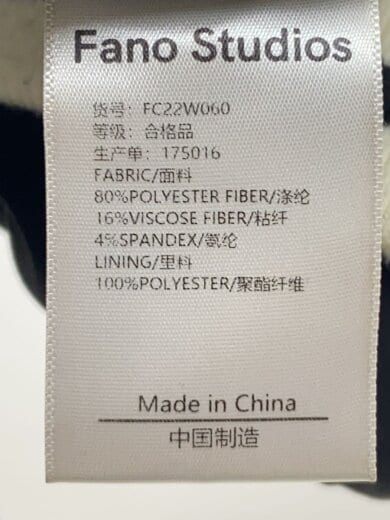 Fano Studios
货号：FC22W060
等级：合格品
生产单：175016
FABRIC/面料
80%POLYESTER FIBER/涤纶
16%VISCOSE FIBER/粘纤
4%SPANDEX/氨纶
LINING/里料
100%POLYESTER/聚酯纤维
Made in China
中国制造